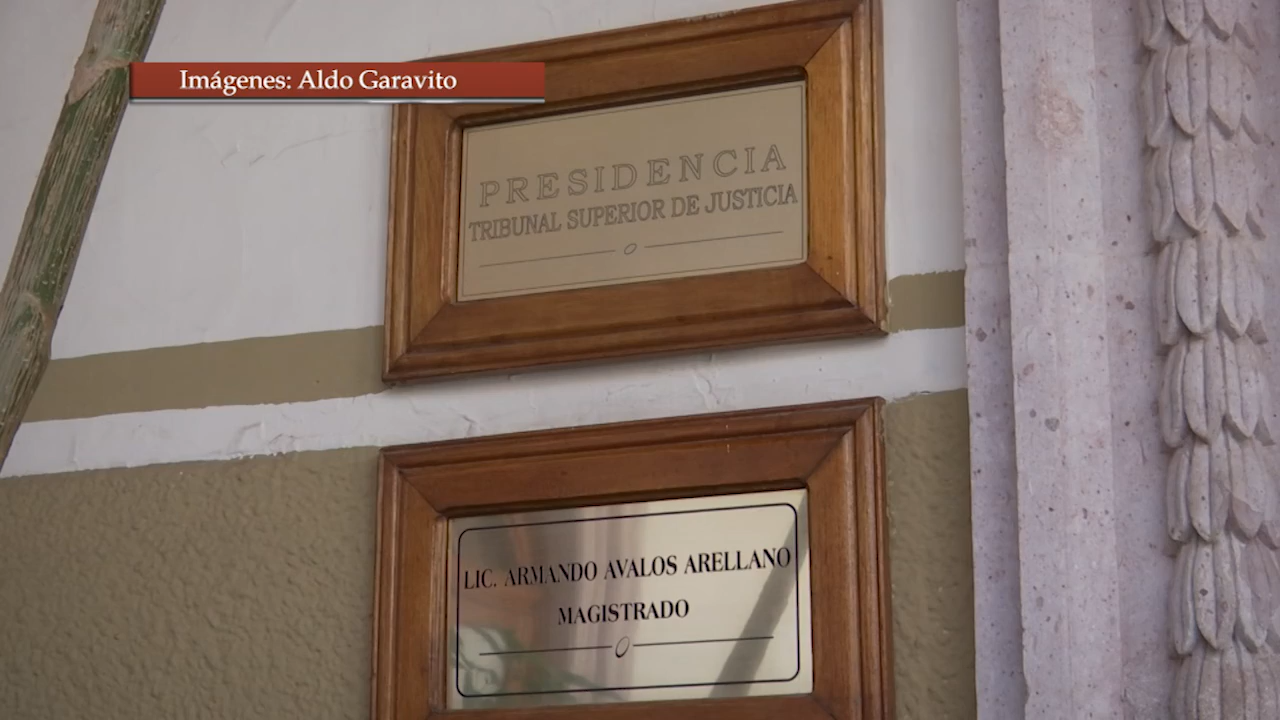 Imágenes: Aldo Garavito
PRESIDENCIA
TRIBUNAL SUPERIOR DE JUSTICIA
LIC. ARMANDO AVALOS ARELLANO
MAGISTRADO